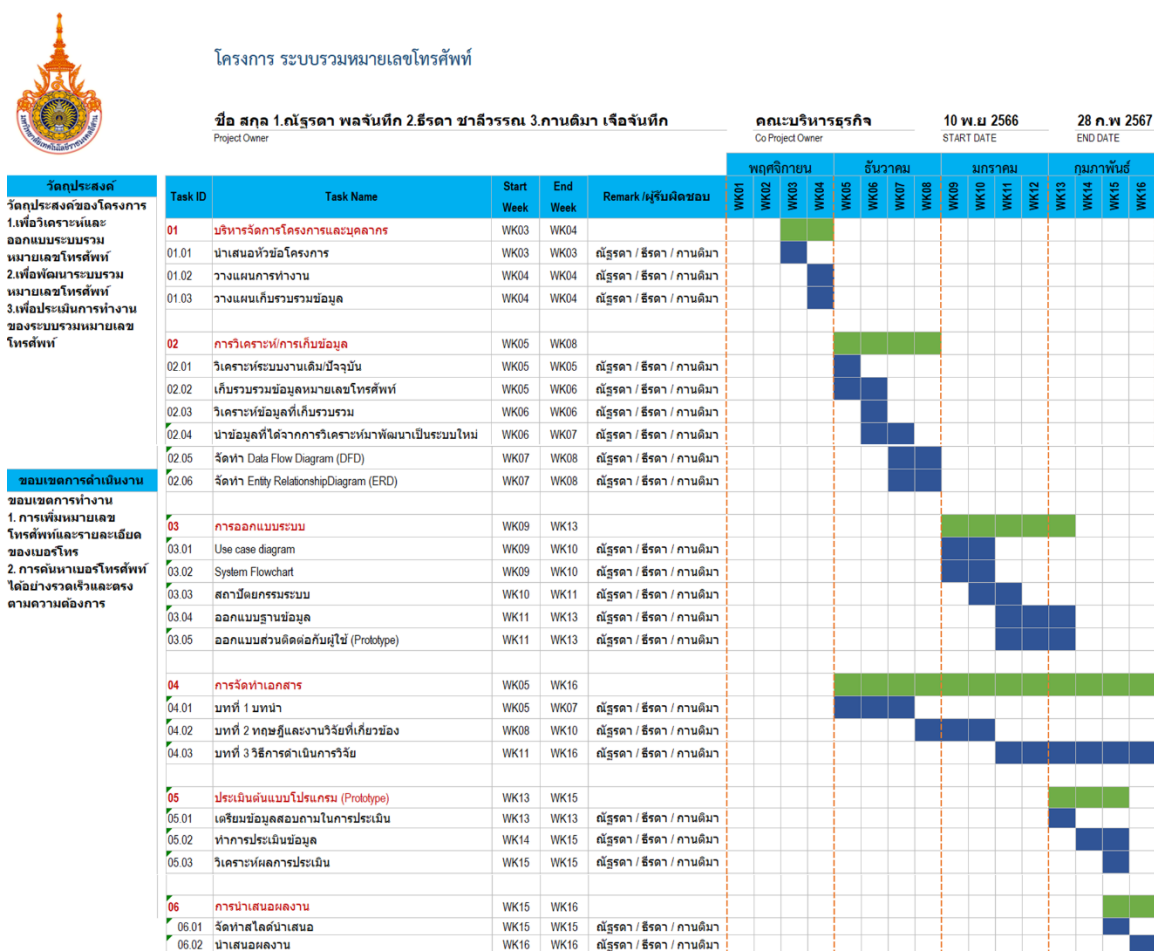 โครงการ ระบบรวมหมายเลขโทรศัพท์
ชื่อ สกุล 1.ณัฐรดา พลจันทึก 2.ธีรดา ชาลีวรรณ 3.กานติมา เจือจันทึก
คณะบริหารธุรกิจ
10 พ.ย 2566
28 ก.พ 2567
Project Owner
Co Project Owner
START DATE
END DATE
พฤศจิกายน ธันวาคม มกราคม กุมภาพันธ์
Task ID Task Name Start Week End Week Remark /ผู้รับผิดชอบ WK01 WK02 WK03 WK04 WK05 WK06 WK07 WK08 WK09 WK10 WK11 WK12 WK13 WK14 WK15 WK16
วัตถุประสงค์
วัตถุประสงค์ของโครงการ
1.เพื่อวิเคราะห์และ
ออกแบบระบบรวม
หมายเลขโทรศัพท์
2.เพื่อพัฒนาระบบรวม
หมายเลขโทรศัพท์
3.เพื่อประเมินการทำงาน
ของระบบรวมหมายเลข
โทรศัพท์
ขอบเขตการดำเนินงาน
ขอบเขตการทำงาน
1. การเพิ่มหมายเลข
โทรศัพท์และรายละเอียด
ของเบอร์โทร
2. การค้นหาเบอร์โทรศัพท์
ได้อย่างรวดเร็วและตรง
ตามความต้องการ
01 บริหารจัดการโครงการและบุคลากร WK03 WK04
01.01 นำเสนอหัวข้อโครงการ WK03 WK03 ณัฐรดา / ธีรดา / กานติมา
01.02 วางแผนการทำงาน WK04 WK04 ณัฐรดา / ธีรดา / กานติมา
01.03 วางแผนเก็บรวบรวมข้อมูล WK04 WK04 ณัฐรดา / ธีรดา / กานติมา
02 การวิเคราะห์/การเก็บข้อมูล WK05 WK08
02.01 วิเคราะห์ระบบงานเดิม/ปัจจุบัน WK05 WK05 ณัฐรดา / ธีรดา / กานติมา
02.02 เก็บรวบรวมข้อมูลหมายเลขโทรศัพท์ WK05 WK06 ณัฐรดา / ธีรดา / กานติมา
02.03 วิเคราะห์ข้อมูลที่เก็บรวบรวม WK06 WK06 ณัฐรดา / ธีรดา / กานติมา
02.04 นำข้อมูลที่ได้จากการวิเคราะห์มาพัฒนาเป็นระบบใหม่ WK06 WK07 ณัฐรดา / ธีรดา / กานติมา
02.05 จัดทำ Data Flow Diagram (DFD) WK07 WK08 ณัฐรดา / ธีรดา / กานติมา
02.06 จัดทำ Entity RelationshipDiagram (ERD) WK07 WK08 ณัฐรดา / ธีรดา / กานติมา
03 การออกแบบระบบ WK09 WK13
03.01 Use case diagram WK09 WK10 ณัฐรดา / ธีรดา / กานติมา
03.02 System Flowchart WK09 WK10 ณัฐรดา / ธีรดา / กานติมา
03.03 สถาปัตยกรรมระบบ WK10 WK11 ณัฐรดา / ธีรดา / กานติมา
03.04 ออกแบบฐานข้อมูล WK11 WK13 ณัฐรดา / ธีรดา / กานติมา
03.05 ออกแบบส่วนติดต่อกับผู้ใช้ (Prototype) WK11 WK13 ณัฐรดา / ธีรดา / กานติมา
04 การจัดทำเอกสาร WK05 WK16
04.01 บทที่ 1 บทนำ WK05 WK07 ณัฐรดา / ธีรดา / กานติมา
04.02 บทที่ 2 ทฤษฎีและงานวิจัยที่เกี่ยวข้อง WK08 WK10 ณัฐรดา / ธีรดา / กานติมา
04.03 บทที่ 3 วิธีการดำเนินการวิจัย WK11 WK16 ณัฐรดา / ธีรดา / กานติมา
05 ประเมินต้นแบบโปรแกรม (Prototype) WK13 WK15
05.01 เตรียมข้อมูลสอบถามในการประเมิน WK13 WK13 ณัฐรดา / ธีรดา / กานติมา
05.02 ทำการประเมินข้อมูล WK14 WK15 ณัฐรดา / ธีรดา / กานติมา
05.03 วิเคราะห์ผลการประเมิน WK15 WK15 ณัฐรดา / ธีรดา / กานติมา
06 การนำเสนอผลงาน WK15 WK16
06.01 จัดทำสไลด์นำเสนอ WK15 WK15 ณัฐรดา / ธีรดา / กานติมา
06.02 นำเสนอผลงาน WK16 WK16 ณัฐรดา / ธีรดา / กานติมา